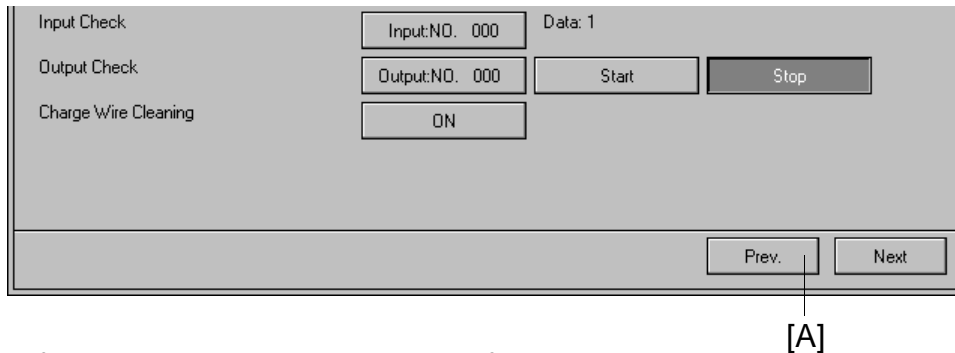 Input Check Input:NO. 000 Data: 1
Output Check Output:NO. 000 Start Stop
Charge Wire Cleaning ON
Prev. Next
[A]